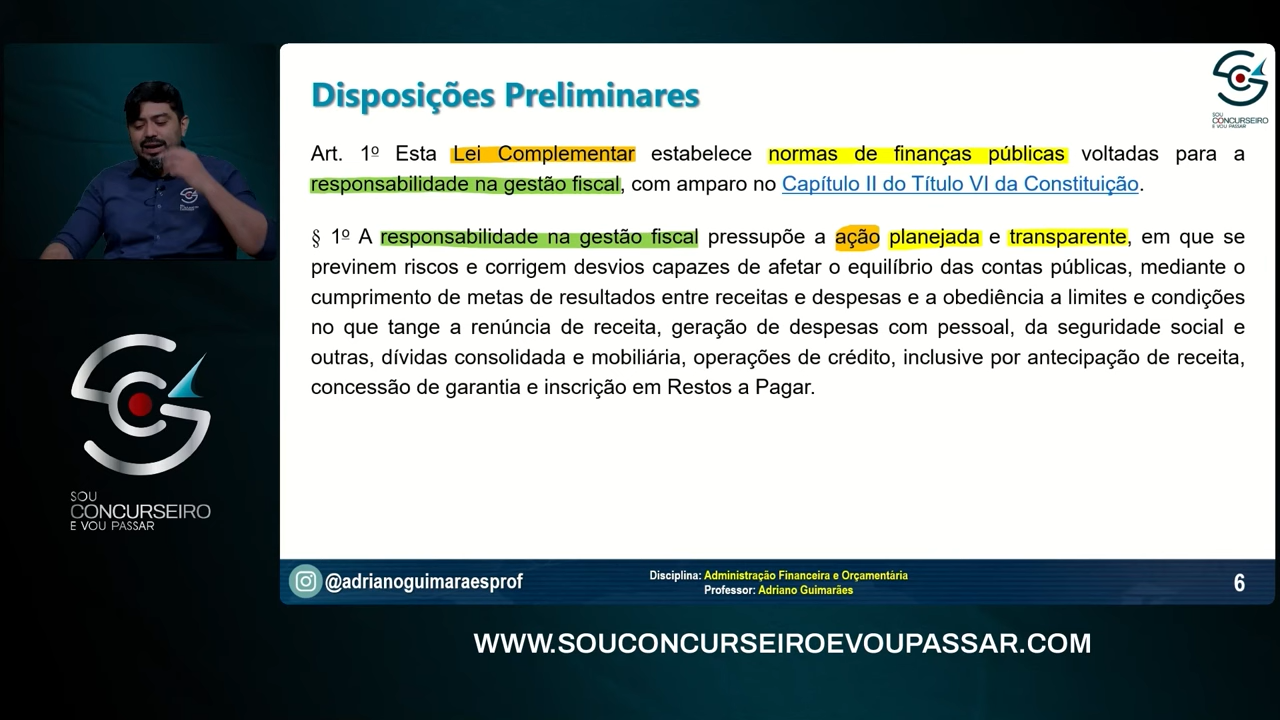 Disposições Preliminares
SOU
CONCURSEIRO
E VOU PASSAR
Art. 1º Esta Lei Complementar estabelece normas de finanças públicas voltadas para a
responsabilidade na gestão fiscal, com amparo no Capítulo II do Título VI da Constituição.
§ 1º A responsabilidade na gestão fiscal pressupõe a ação planejada e transparente, em que se
previnem riscos e corrigem desvios capazes de afetar o equilíbrio das contas públicas, mediante o
cumprimento de metas de resultados entre receitas e despesas e a obediência a limites e condições
no que tange a renúncia de receita, geração de despesas com pessoal, da seguridade social e
outras, dívidas consolidada e mobiliária, operações de crédito, inclusive por antecipação de receita,
concessão de garantia e inscrição em Restos a Pagar.
SOU
CONCURSEIRO
E VOU PASSAR
@adrianoguimaraesprof
Disciplina: Administração Financeira e Orçamentária
Professor: Adriano Guimarães
6
WWW.SOUCONCURSEIROEVOUPASSAR.COM